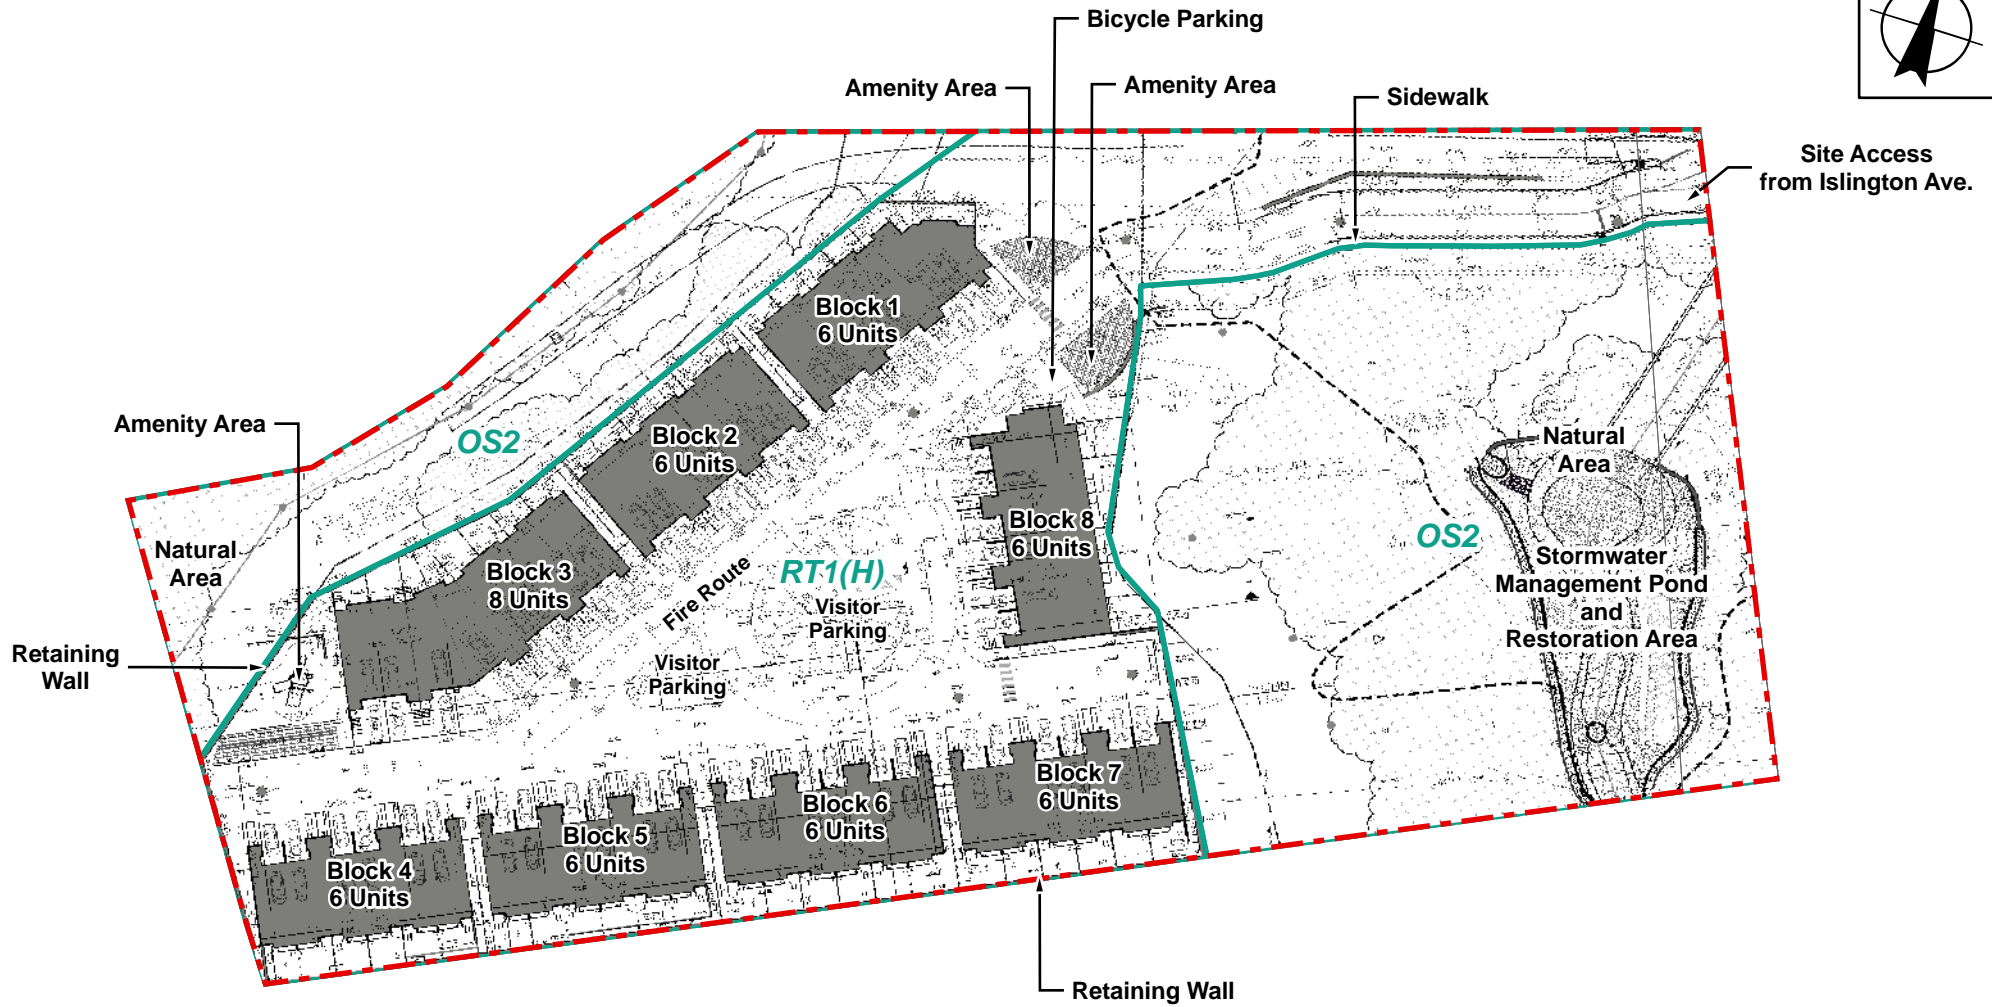 Bicycle Parking
Amenity Area
Amenity Area
Sidewalk
Site Access
from Islington Ave.
Block 1
6 Units
Amenity Area
OS2
Block 2
6 Units
Natural
Area
Block 8
6 Units
OS2
Natural
Area
Block 3
8 Units
Fire Route
RT1(H)
Visitor
Parking
Stormwater
Management Pond
and
Restoration Area
Retaining
Wall
Visitor
Parking
Block 7
6 Units
Block 6
6 Units
Block 5
6 Units
Block 4
6 Units
Retaining Wall